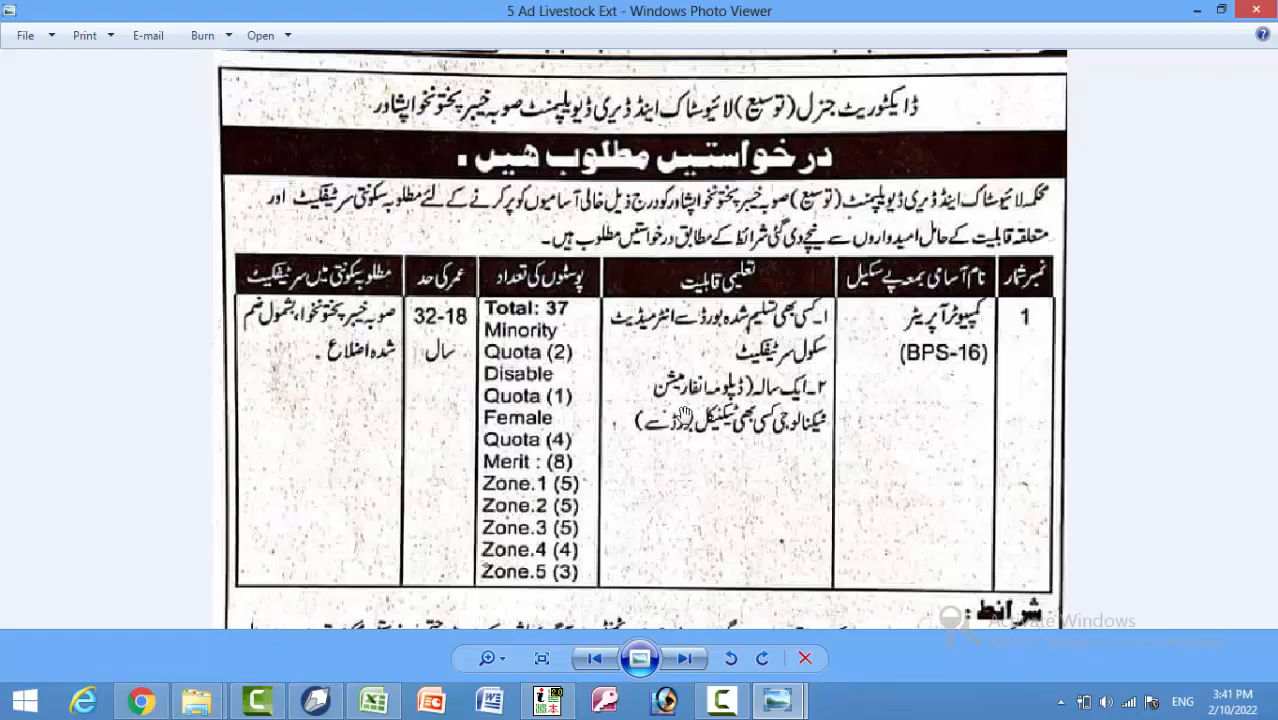 5 Ad Livestock Ext - Windows Photo Viewer
File Print E-mail Burn Open
ڈائیکٹوریٹ جنرل (توسیع) لائیوسٹاک اینڈ ڈیری ڈیویلپمنٹ صوبہ خیبر پختونخوا پشاور
درخواستیں مطلوب ہیں۔
محکمہ لائیوسٹاک اینڈ ڈیری ڈیویلپمنٹ (توسیع) صوبہ خیبر پختونخوا پشاور کو درج ذیل خالی آسامیوں کو پر کرنے کے لئے مطلوبہ سکونتی سرٹیفکیٹ اور
متعلقہ قابلیت کے حامل امیدواروں سے نیچے دی گئی شرائط کے مطابق درخواستیں مطلوب ہیں۔
نمبر شمار نام آسامی بمعہ پے سکیل تعلیمی قابلیت پوسٹوں کی تعداد عمر کی حد مطلوبہ سکونتی سرٹیفکیٹ
1
کمپیوٹر آپریٹر
(BPS-16)
۱۔ کسی بھی تسلیم شدہ بورڈ سے انٹرمیڈیٹ
سکول سرٹیفکیٹ
۲۔ ایک سالہ (ڈپلومہ انفارمیشن
ٹیکنالوجی کسی بھی ٹیکنیکل بورڈ سے)
Total: 37
Minority
Quota (2)
Disable
Quota (1)
Female
Quota (4)
Merit : (8)
Zone.1 (5)
Zone.2 (5)
Zone.3 (5)
Zone.4 (4)
Zone.5 (3)
32-18
سال
صوبہ خیبر پختونخوا، بشمول ضم
شدہ اضلاع۔
شرائط:
Activate Windows
ENG
3:41 PM
2/10/2022